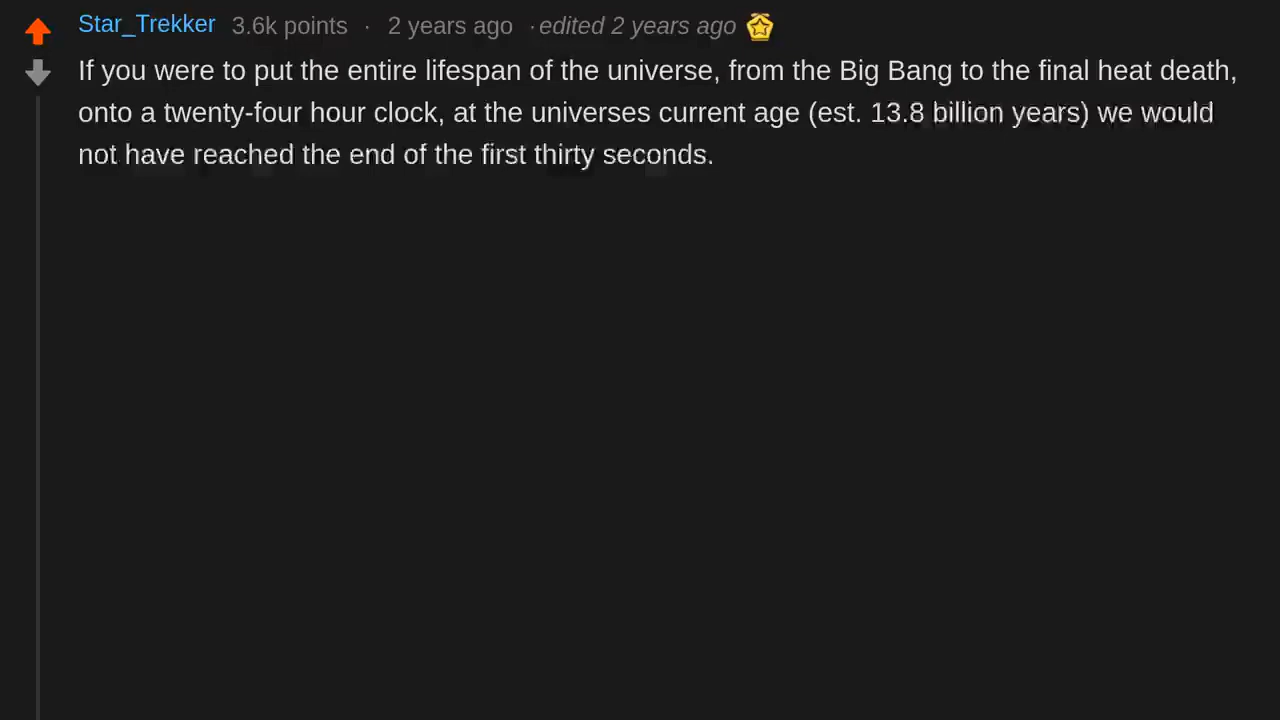 Star_Trekker 3.6k points · 2 years ago · edited 2 years ago
If you were to put the entire lifespan of the universe, from the Big Bang to the final heat death,
onto a twenty-four hour clock, at the universes current age (est. 13.8 billion years) we would
not have reached the end of the first thirty seconds.